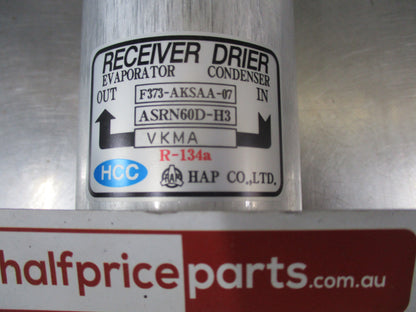 RECEIVER DRIER
EVAPORATOR CONDENSER
OUT F373-AKSAA-07 IN
ASRN60D-H3
VKMA
R-134a
HCC HAP CO.,LTD.
halfpriceparts.com.au